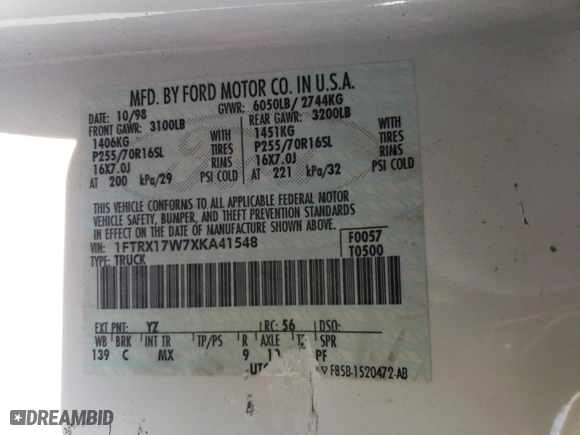 MFD. BY FORD MOTOR CO. IN U.S.A.
DATE: 10/98 GVWR: 6050LB/ 2744KG
FRONT GAWR: 3100LB REAR GAWR: 3200LB
1406KG WITH 1451KG WITH
P255/70R16SL TIRES P255/70R16SL TIRES
16X7.0J RIMS 16X7.0J RIMS
AT 200 kPa/29 PSI COLD AT 221 kPa/32 PSI COLD
THIS VEHICLE CONFORMS TO ALL APPLICABLE FEDERAL MOTOR
VEHICLE SAFETY, BUMPER, AND THEFT PREVENTION STANDARDS
IN EFFECT ON THE DATE OF MANUFACTURE SHOWN ABOVE.
VIN: 1FTRX17W7XKA41548 F0057
TYPE: TRUCK T0500
EXT PNT: YZ RC: 56 DSO:
WB BRK INT TR TP/PS R AXLE SPR
139 C MX 9 PF
F85B-1520472-AB
DREAMBID